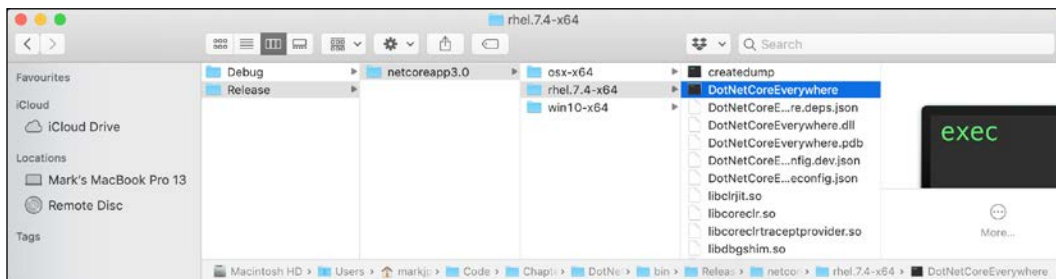 rhel.7.4-x64
Search
Favourites
iCloud
iCloud Drive
Locations
Mark's MacBook Pro 13
Remote Disc
Tags
Debug
Release
netcoreapp3.0
osx-x64
rhel.7.4-x64
win10-x64
createdump
DotNetCoreEverywhere
DotNetCoreE...re.deps.json
DotNetCoreEverywhere.dll
DotNetCoreEverywhere.pdb
DotNetCoreE...nfig.dev.json
DotNetCoreE...econfig.json
libclrjit.so
libcoreclr.so
libcoreclrtraceptprovider.so
libdbgshim.so
exec
More...
Macintosh HD › Users › markjp › Code › Chapt › DotNe › bin › Releas › netcor › rhel.7.4-x64 › DotNetCoreEverywhere